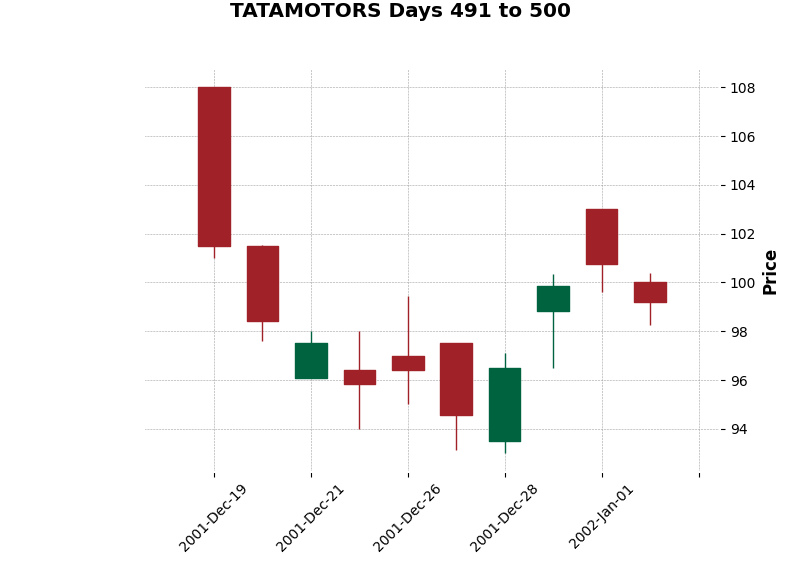 TATAMOTORS Days 491 to 500
108
106
104
102
100
98
96
94
Price
2001-Dec-19
2001-Dec-21
2001-Dec-26
2001-Dec-28
2002-Jan-01